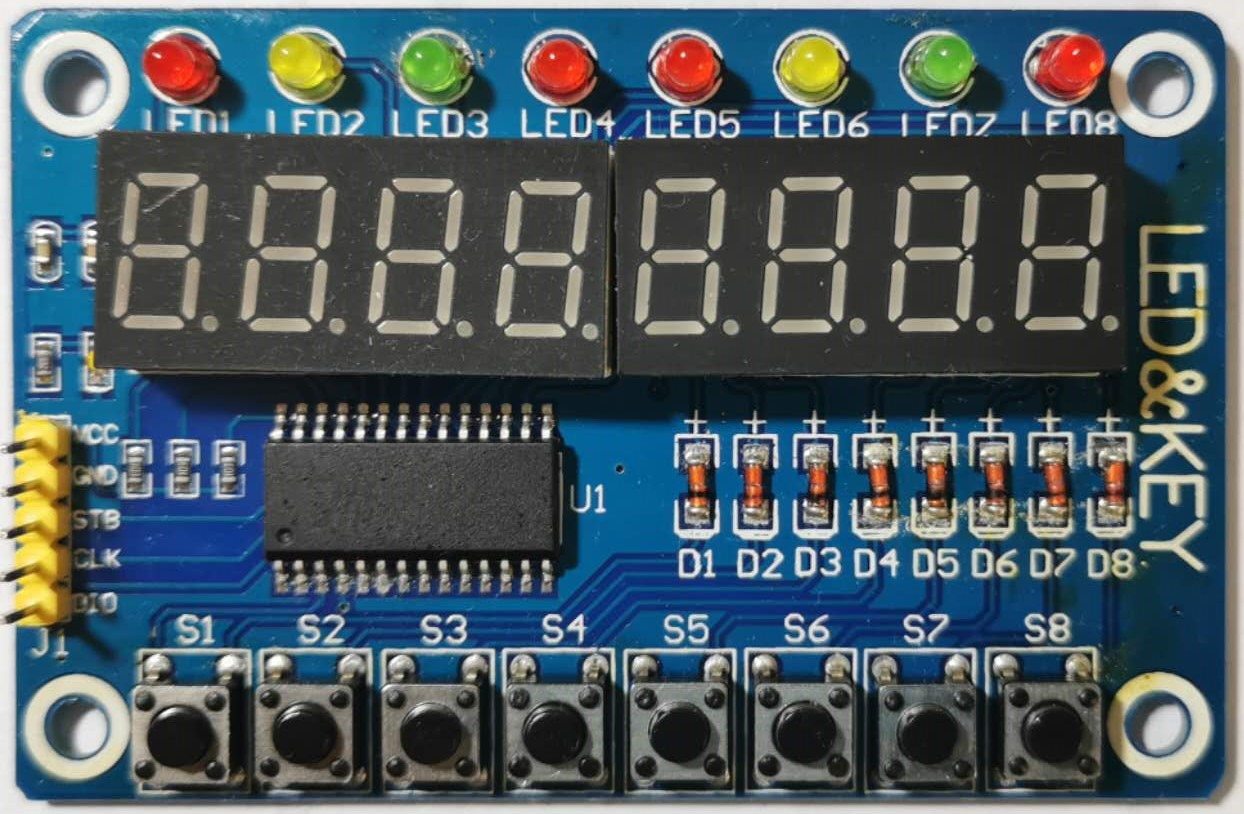 LED1 LED2 LED3 LED4 LED5 LED6 LED7 LED8
LED&KEY
VCC
GND
STB
CLK
DIO
J1
U1
D1 D2 D3 D4 D5 D6 D7 D8
S1 S2 S3 S4 S5 S6 S7 S8